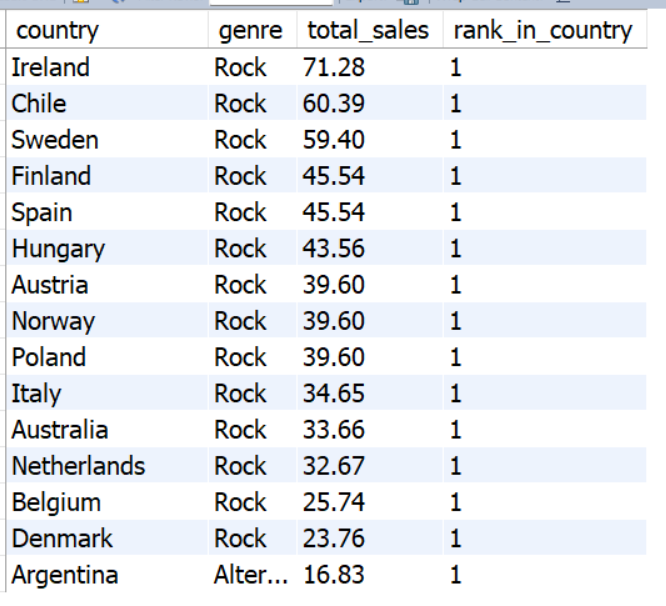 country genre total_sales rank_in_country
Ireland Rock 71.28 1
Chile Rock 60.39 1
Sweden Rock 59.40 1
Finland Rock 45.54 1
Spain Rock 45.54 1
Hungary Rock 43.56 1
Austria Rock 39.60 1
Norway Rock 39.60 1
Poland Rock 39.60 1
Italy Rock 34.65 1
Australia Rock 33.66 1
Netherlands Rock 32.67 1
Belgium Rock 25.74 1
Denmark Rock 23.76 1
Argentina Alter... 16.83 1